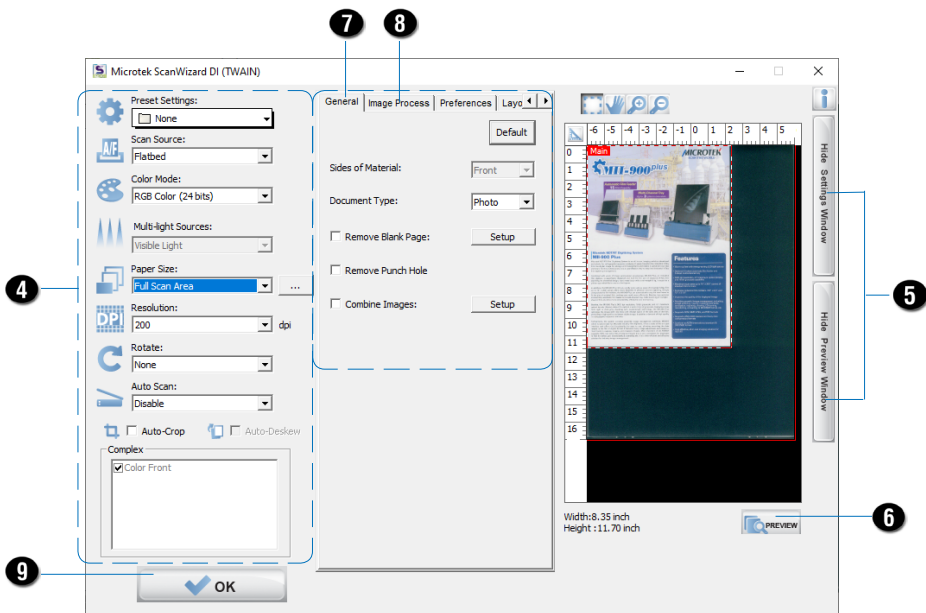 7
8
Microtek ScanWizard DI (TWAIN)
Preset Settings:
None
Scan Source:
Flatbed
Color Mode:
RGB Color (24 bits)
Multi-light Sources:
Visible Light
Paper Size:
Full Scan Area
...
Resolution:
200
dpi
Rotate:
None
Auto Scan:
Disable
Auto-Crop
Auto-Deskew
Complex
Color Front
OK
4
9
General
Image Process
Preferences
Layo
Default
Sides of Material:
Front
Document Type:
Photo
Remove Blank Page:
Setup
Remove Punch Hole
Combine Images:
Setup
-6 -5 -4 -3 -2 -1 0 1 2 3 4 5
0
1
2
3
4
5
6
7
8
9
10
11
12
13
14
15
16
Main
MICROTEK
MII-900 plus
MII-900 Plus
Features
Width:8.35 inch
Height :11.70 inch
PREVIEW
Hide Settings Window
Hide Preview Window
5
6
A/F
DPI